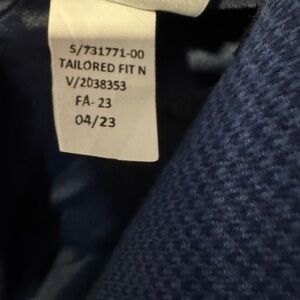 S/731771-00
TAILORED FIT N
V/2038353
FA- 23
04/23